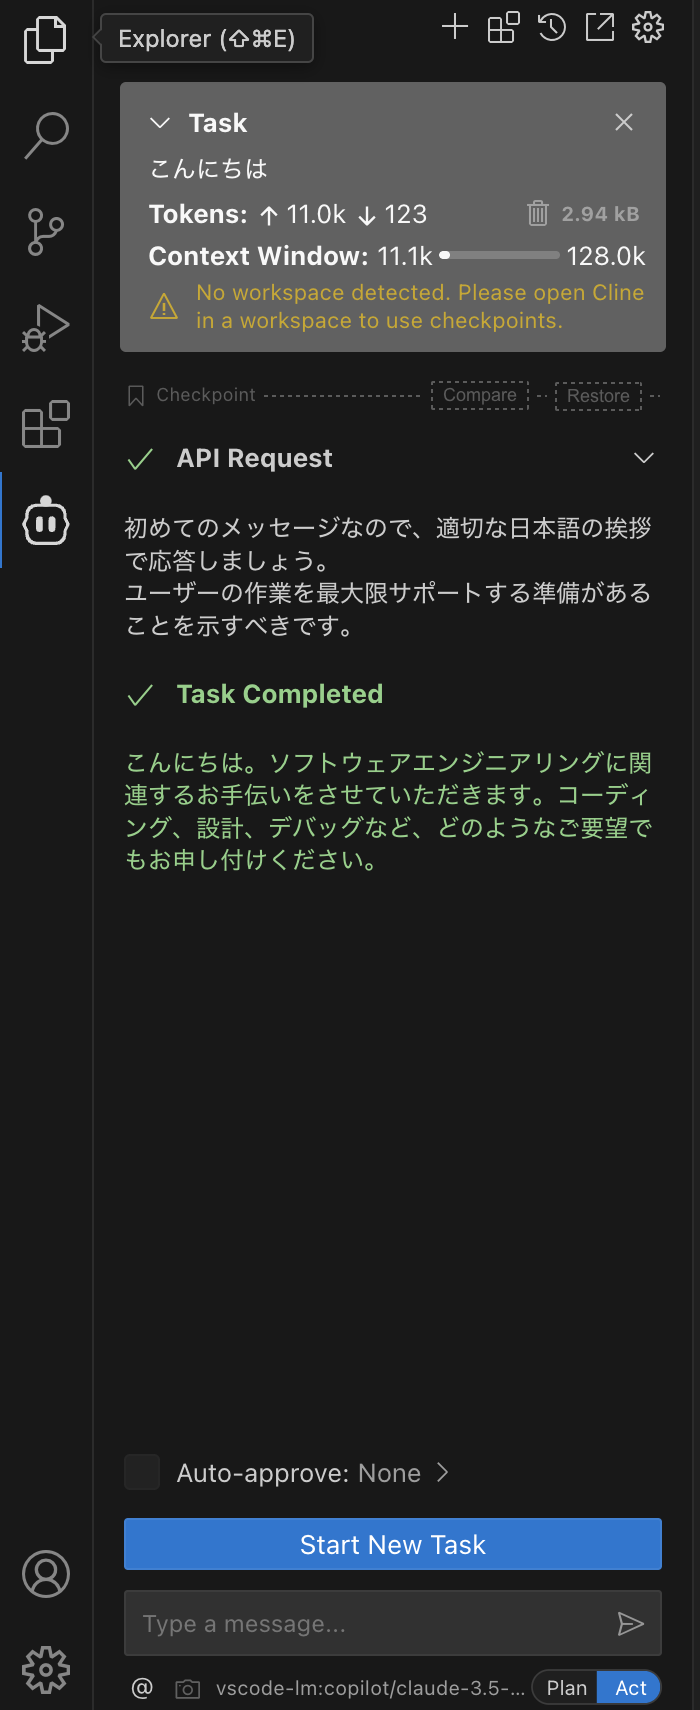 Explorer (⇧⌘E)
Task
こんにちは
Tokens: ↑ 11.0k ↓ 123
2.94 kB
Context Window: 11.1k 128.0k
No workspace detected. Please open Cline
in a workspace to use checkpoints.
Checkpoint Compare Restore
API Request
初めてのメッセージなので、適切な日本語の挨拶
で応答しましょう。
ユーザーの作業を最大限サポートする準備がある
ことを示すべきです。
Task Completed
こんにちは。ソフトウェアエンジニアリングに関
連するお手伝いをさせていただきます。コーディ
ング、設計、デバッグなど、どのようなご要望で
もお申し付けください。
Auto-approve: None
Start New Task
Type a message...
@ vscode-lm:copilot/claude-3.5-... Plan Act